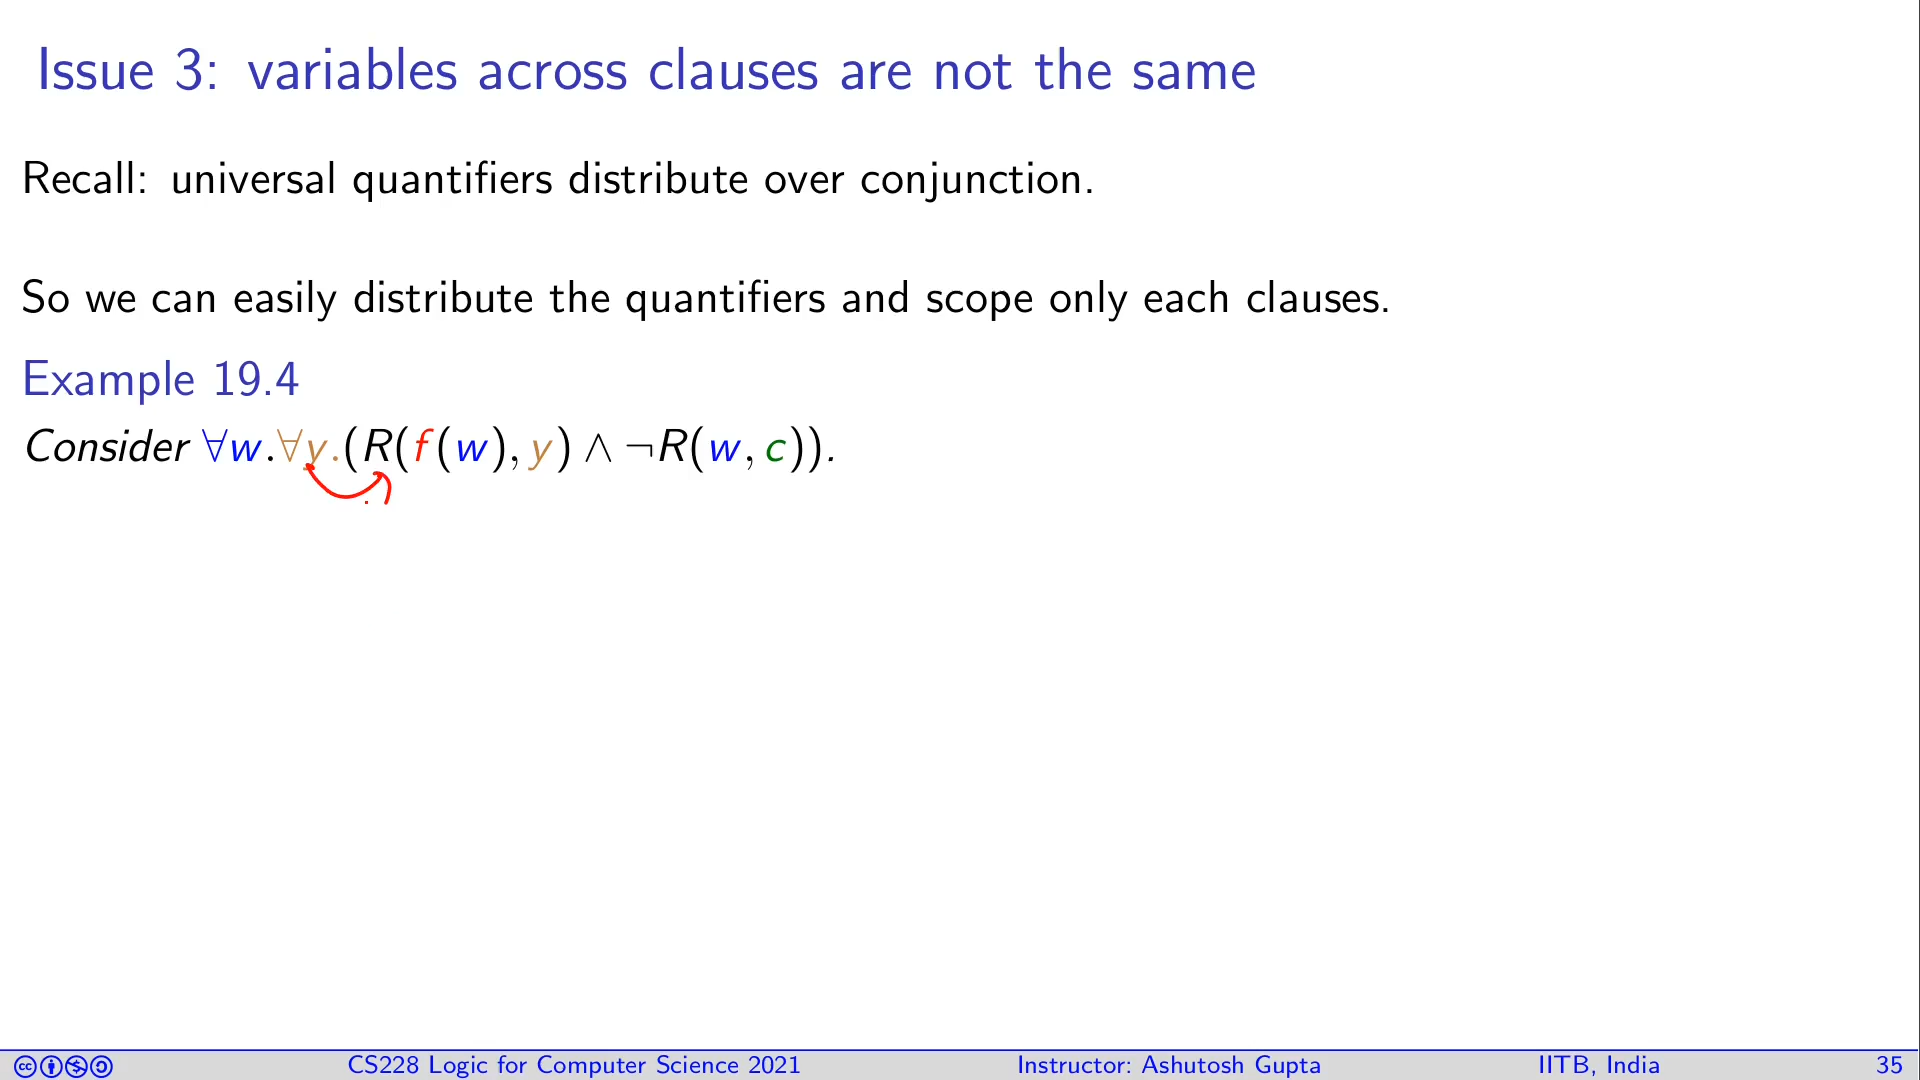 Issue 3: variables across clauses are not the same
Recall: universal quantifiers distribute over conjunction.
So we can easily distribute the quantifiers and scope only each clauses.
Example 19.4
Consider ∀w.∀y.(R(f(w), y) ∧ ¬R(w, c)).
CS228 Logic for Computer Science 2021 Instructor: Ashutosh Gupta IITB, India 35